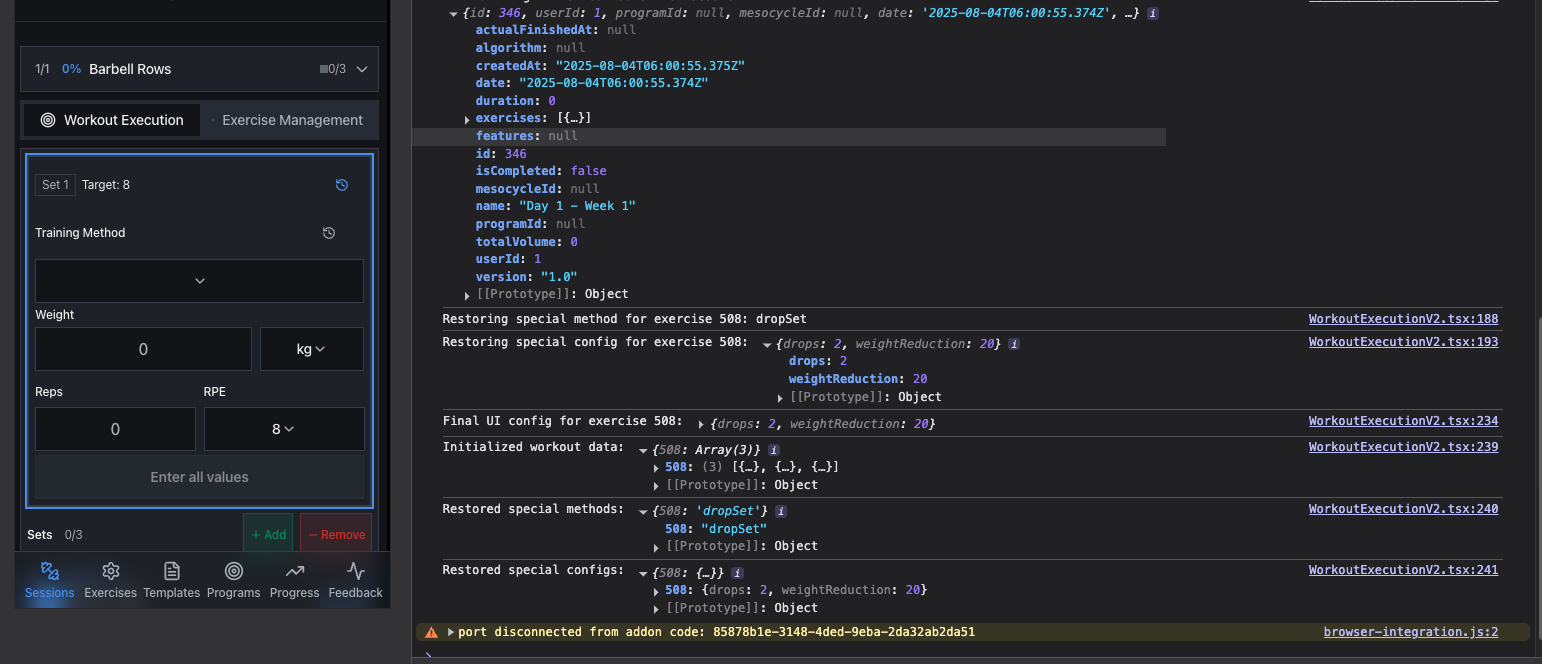 1/1 0% Barbell Rows 0/3
Workout Execution Exercise Management
Set 1 Target: 8
Training Method
Weight
0 kg
Reps RPE
0 8
Enter all values
Sets 0/3 + Add − Remove
Sessions Exercises Templates Programs Progress Feedback
{id: 346, userId: 1, programId: null, mesocycleId: null, date: '2025-08-04T06:00:55.374Z', …} i
actualFinishedAt: null
algorithm: null
createdAt: "2025-08-04T06:00:55.375Z"
date: "2025-08-04T06:00:55.374Z"
duration: 0
exercises: [{…}]
features: null
id: 346
isCompleted: false
mesocycleId: null
name: "Day 1 - Week 1"
programId: null
totalVolume: 0
userId: 1
version: "1.0"
[[Prototype]]: Object
Restoring special method for exercise 508: dropSet WorkoutExecutionV2.tsx:188
Restoring special config for exercise 508: {drops: 2, weightReduction: 20} i WorkoutExecutionV2.tsx:193
drops: 2
weightReduction: 20
[[Prototype]]: Object
Final UI config for exercise 508: {drops: 2, weightReduction: 20} WorkoutExecutionV2.tsx:234
Initialized workout data: {508: Array(3)} i WorkoutExecutionV2.tsx:239
508: (3) [{…}, {…}, {…}]
[[Prototype]]: Object
Restored special methods: {508: 'dropSet'} i WorkoutExecutionV2.tsx:240
508: "dropSet"
[[Prototype]]: Object
Restored special configs: {508: {…}} i WorkoutExecutionV2.tsx:241
508: {drops: 2, weightReduction: 20}
[[Prototype]]: Object
port disconnected from addon code: 85878b1e-3148-4ded-9eba-2da32ab2da51 browser-integration.js:2